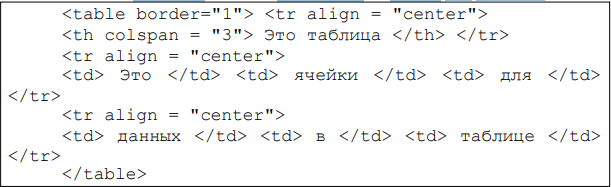 <table border="1"> <tr align = "center">
<th colspan = "3"> Это таблица </th> </tr>
<tr align = "center">
<td> Это </td> <td> ячейки </td> <td> для </td>
</tr>
<tr align = "center">
<td> данных </td> <td> в </td> <td> таблице </td>
</tr>
</table>